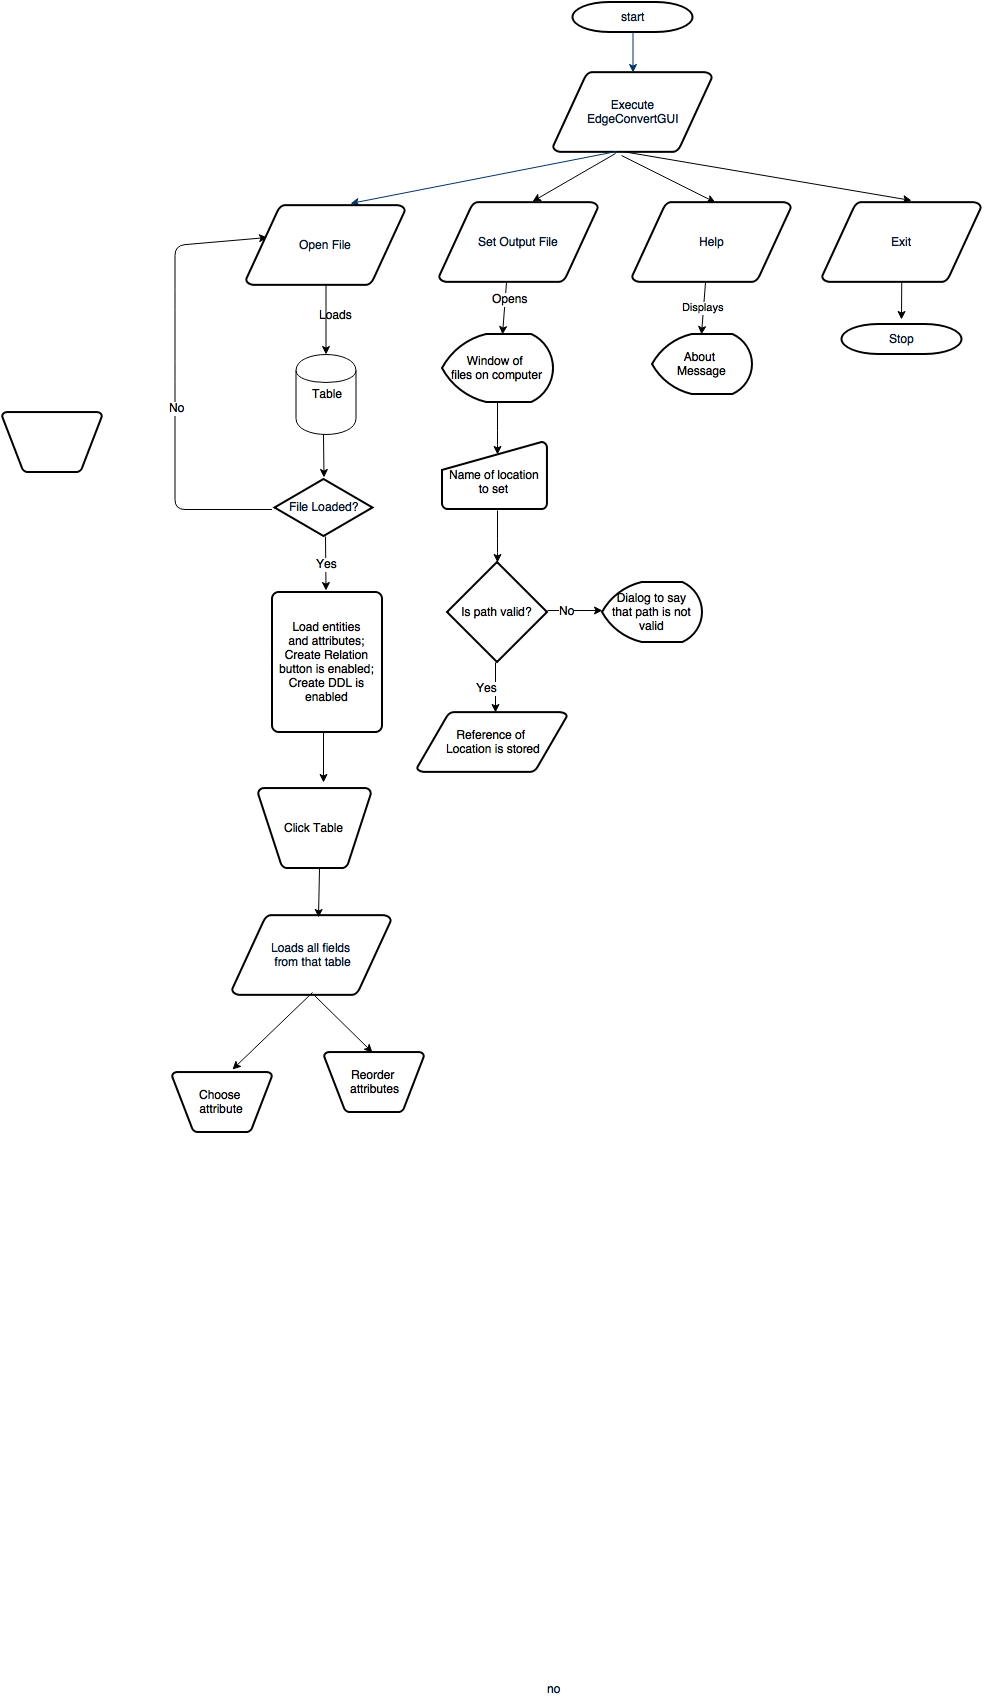 start
Execute
EdgeConvertGUI
Open File
Set Output File
Help
Exit
Loads
Opens
Displays
Stop
Window of
files on computer
About
Message
Table
No
Name of location
to set
File Loaded?
Yes
Is path valid?
No
Dialog to say
that path is not
valid
Load entities
and attributes;
Create Relation
button is enabled;
Create DDL is
enabled
Yes
Reference of
Location is stored
Click Table
Loads all fields
from that table
Choose
attribute
Reorder
attributes
no